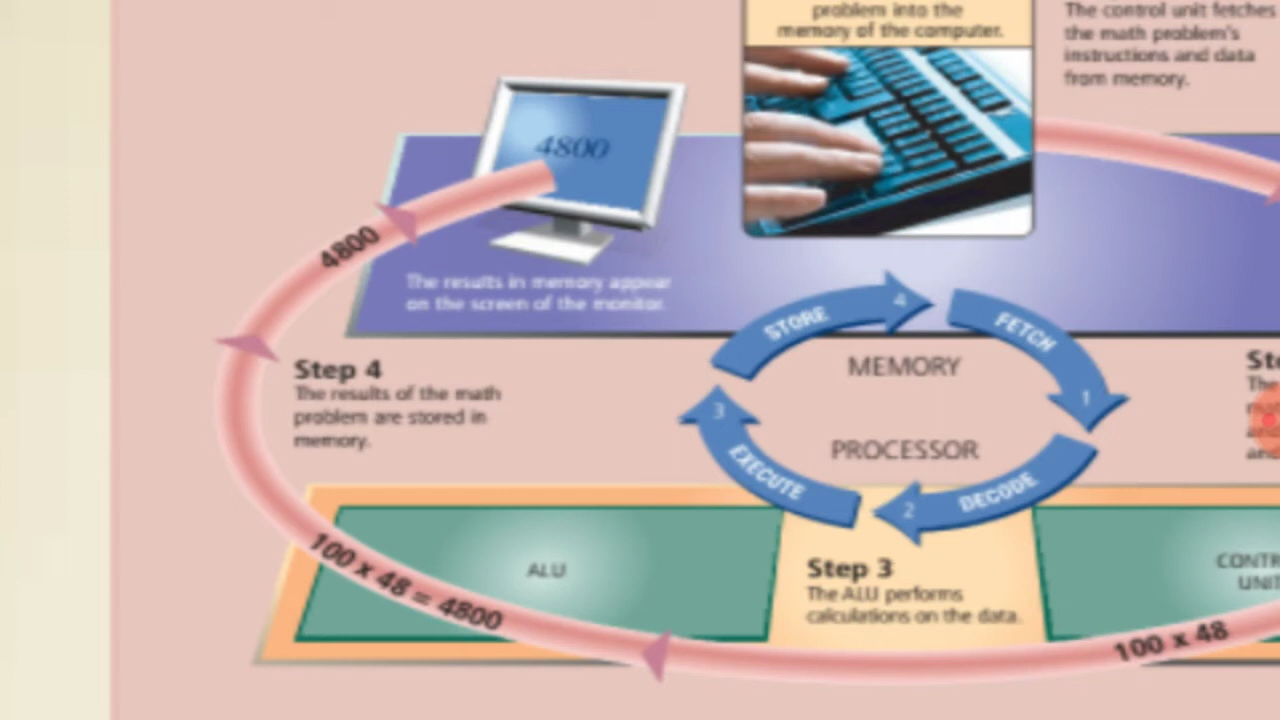 problem into the
memory of the computer.
The control unit fetches
the math problem's
instructions and data
from memory.
4800
4800
The results in memory appear
on the screen of the monitor.
STORE
4
FETCH
1
MEMORY
PROCESSOR
3
EXECUTE
2
DECODE
Step 4
The results of the math
problem are stored in
memory.
The
100 x 48 = 4800
ALU
Step 3
The ALU performs
calculations on the data.
100 x 48